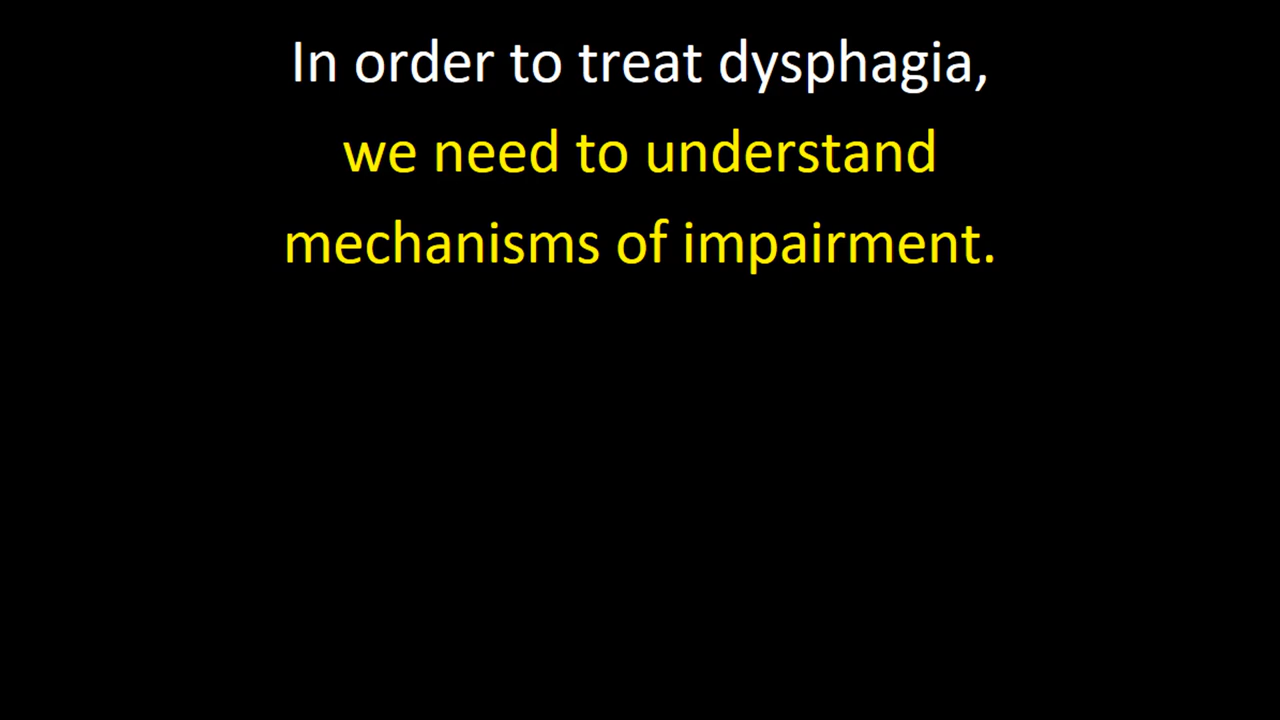 In order to treat dysphagia,
we need to understand
mechanisms of impairment.